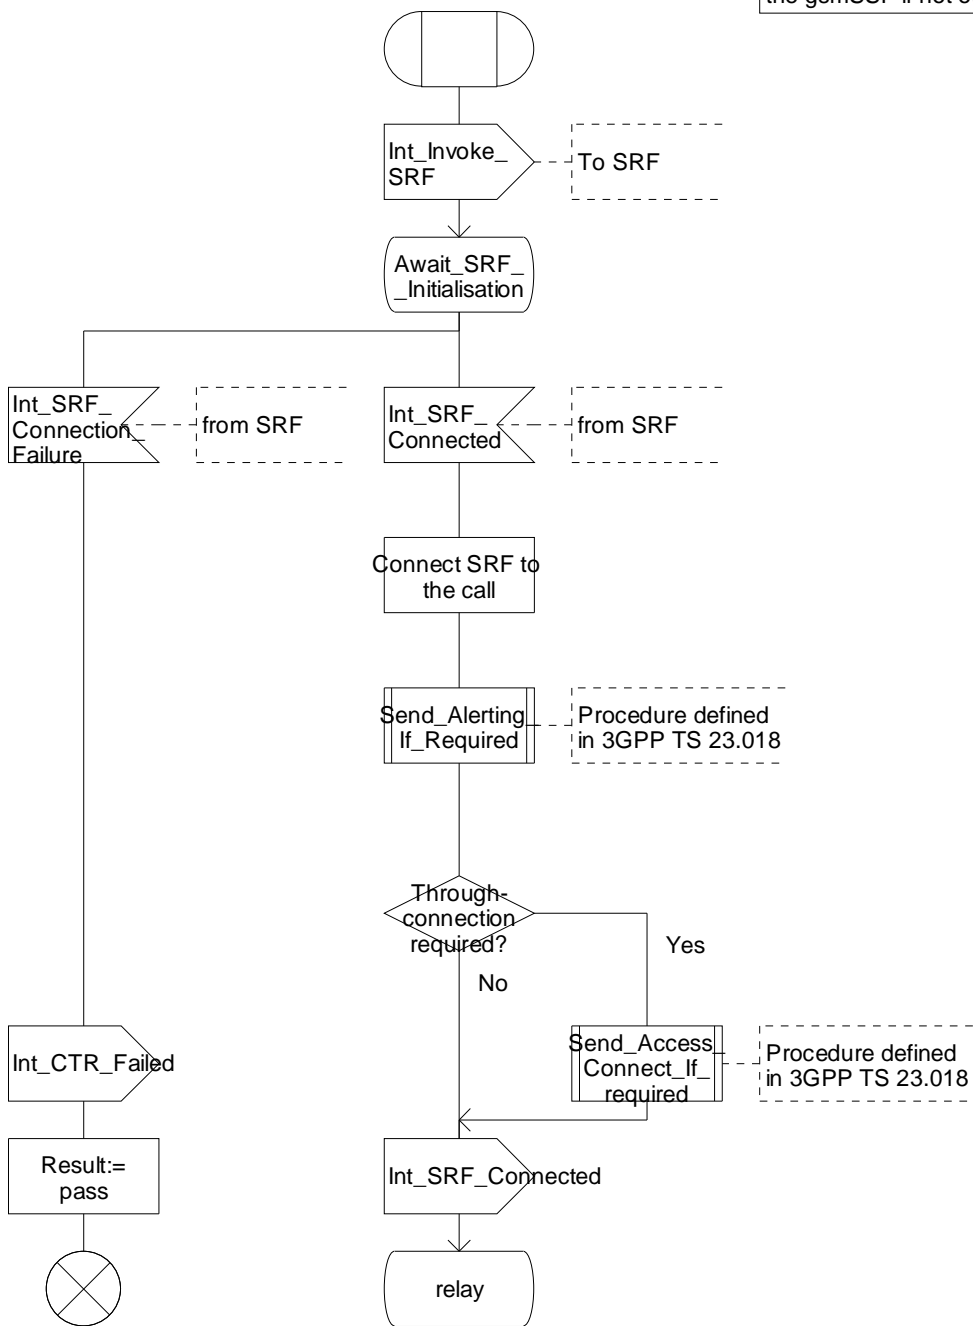 the gsmSSF if not
Int_Invoke_
SRF
To SRF
Await_SRF_
_Initialisation
Int_SRF_
Connection_
Failure
from SRF
Int_SRF_
Connected
from SRF
Connect SRF to
the call
Send_Alerting_
If_Required
Procedure defined
in 3GPP TS 23.018
Through-
connection
required?
Yes
No
Int_CTR_Failed
Send_Access_
Connect_If_
required
Procedure defined
in 3GPP TS 23.018
Result:=
pass
Int_SRF_Connected
relay